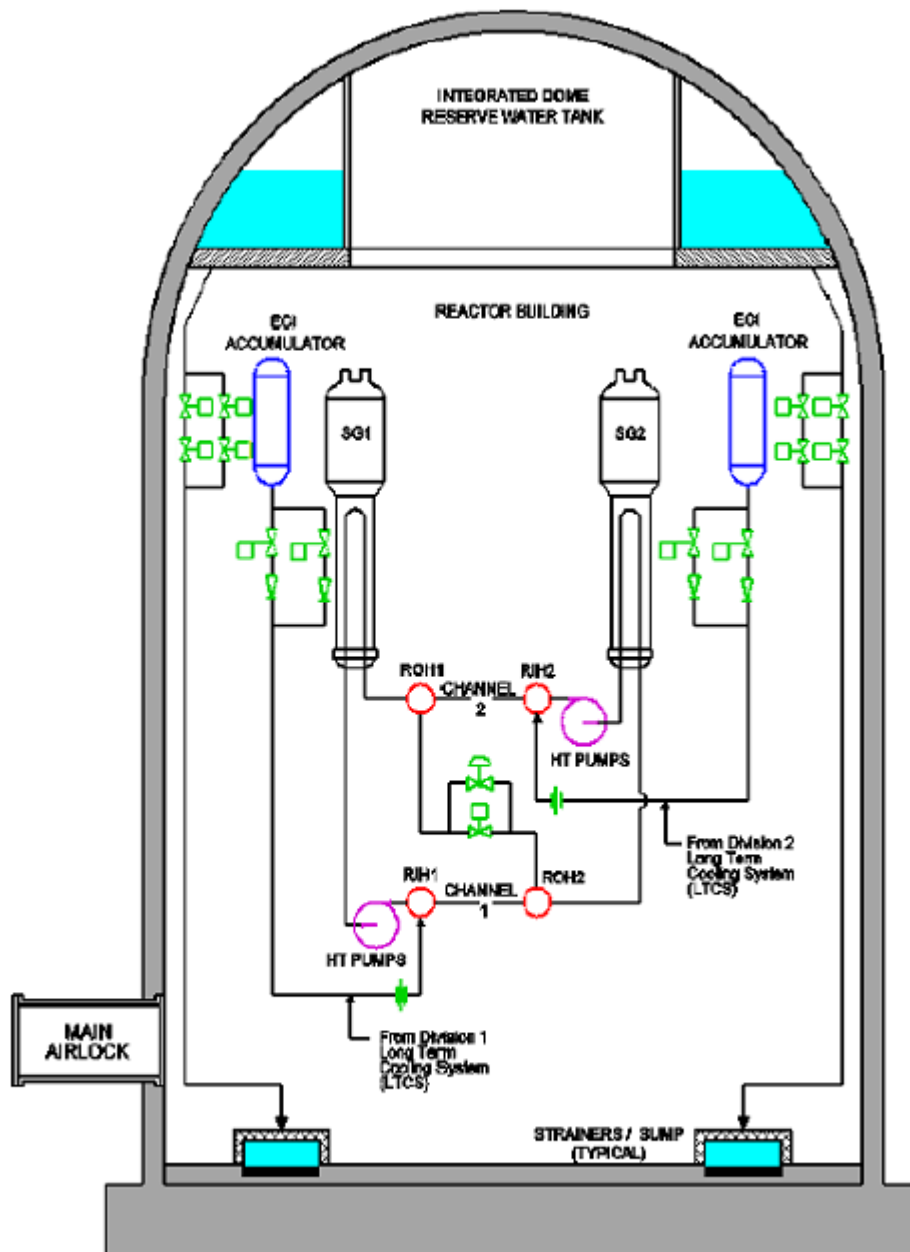 INTEGRATED DOME
RESERVE WATER TANK
REACTOR BUILDING
ECI
ACCUMULATOR
ECI
ACCUMULATOR
SG1
SG2
ROH1
CHANNEL
2
RIH2
HT PUMPS
RIH1
CHANNEL
1
ROH2
HT PUMPS
From Division 2
Long Term
Cooling System
(LTCS)
From Division 1
Long Term
Cooling System
(LTCS)
MAIN
AIRLOCK
STRAINERS / SUMP
(TYPICAL)